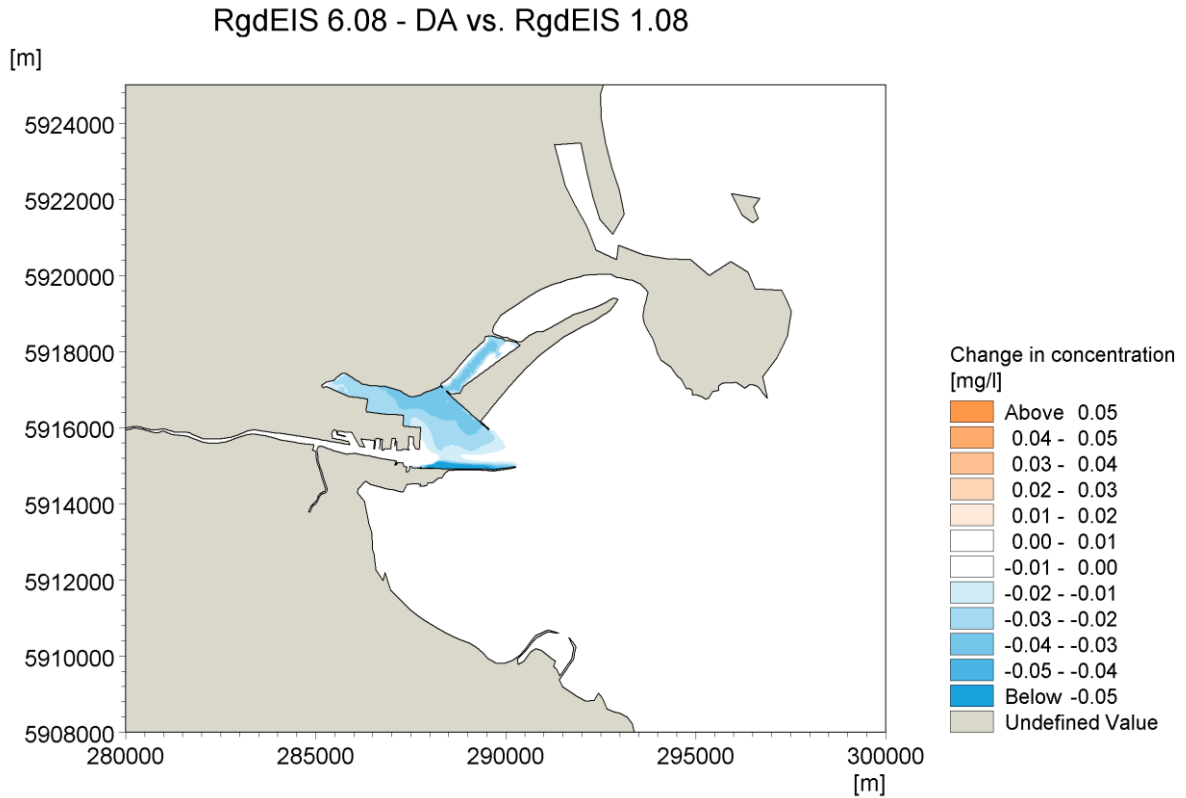 RgdEIS 6.08 - DA vs. RgdEIS 1.08
[m]
5924000
5922000
5920000
5918000
5916000
5914000
5912000
5910000
5908000
280000 285000 290000 295000 300000
[m]
Change in concentration
[mg/l]
Above 0.05
0.04 - 0.05
0.03 - 0.04
0.02 - 0.03
0.01 - 0.02
0.00 - 0.01
-0.01 - 0.00
-0.02 - -0.01
-0.03 - -0.02
-0.04 - -0.03
-0.05 - -0.04
Below -0.05
Undefined Value